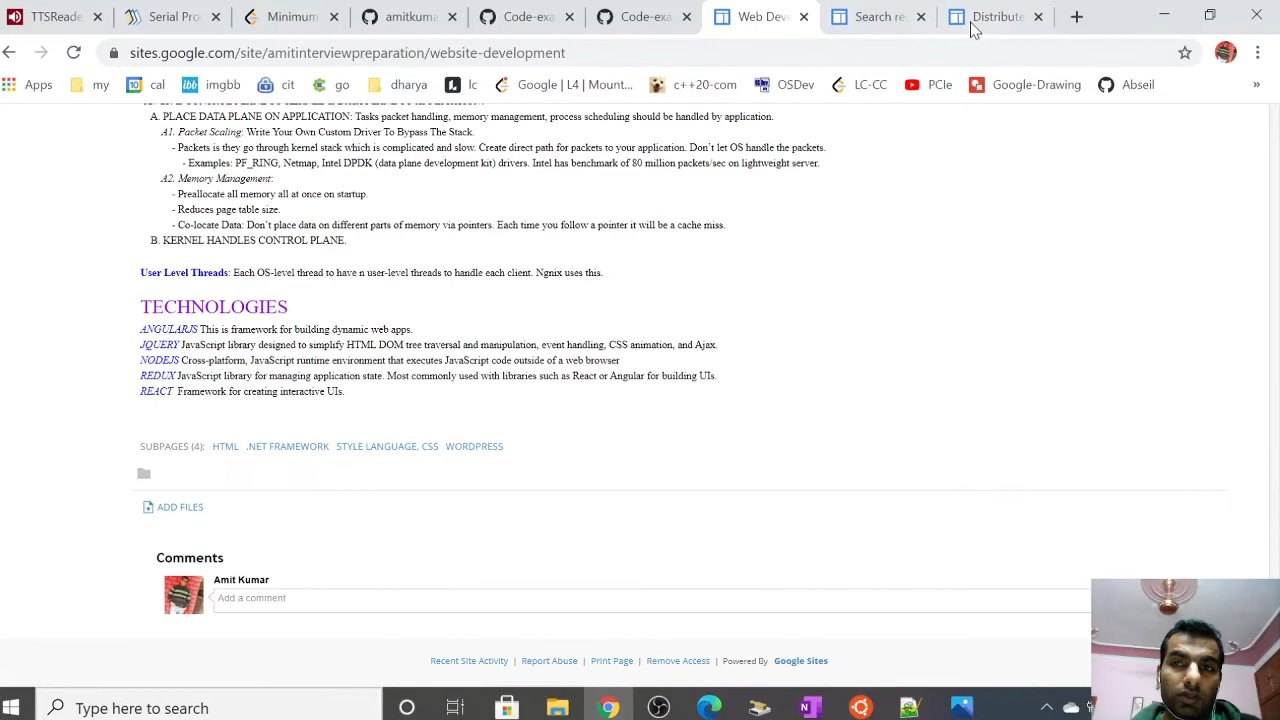 TTSReade
Serial Pro
Minimum
amitkuma
Code-exa
Code-exa
Web Deve
Search re
Distribute
sites.google.com/site/amitinterviewpreparation/website-development
Apps my cal imgbb cit go dharya lc Google | L4 | Mount... c++20-com OSDev LC-CC PCIe Google-Drawing Abseil »
A. PLACE DATA PLANE ON APPLICATION: Tasks packet handling, memory management, process scheduling should be handled by application.
A1. Packet Scaling: Write Your Own Custom Driver To Bypass The Stack.
- Packets is they go through kernel stack which is complicated and slow. Create direct path for packets to your application. Don't let OS handle the packets.
- Examples: PF_RING, Netmap, Intel DPDK (data plane development kit) drivers. Intel has benchmark of 80 million packets/sec on lightweight server.
A2. Memory Management:
- Preallocate all memory all at once on startup.
- Reduces page table size.
- Co-locate Data: Don't place data on different parts of memory via pointers. Each time you follow a pointer it will be a cache miss.
B. KERNEL HANDLES CONTROL PLANE.
User Level Threads: Each OS-level thread to have n user-level threads to handle each client. Ngnix uses this.
TECHNOLOGIES
ANGULARJS This is framework for building dynamic web apps.
JQUERY JavaScript library designed to simplify HTML DOM tree traversal and manipulation, event handling, CSS animation, and Ajax.
NODEJS Cross-platform, JavaScript runtime environment that executes JavaScript code outside of a web browser
REDUX JavaScript library for managing application state. Most commonly used with libraries such as React or Angular for building UIs.
REACT Framework for creating interactive UIs.
SUBPAGES (4): HTML .NET FRAMEWORK STYLE LANGUAGE, CSS WORDPRESS
ADD FILES
Comments
Amit Kumar
Add a comment
Recent Site Activity | Report Abuse | Print Page | Remove Access | Powered By Google Sites
Type here to search